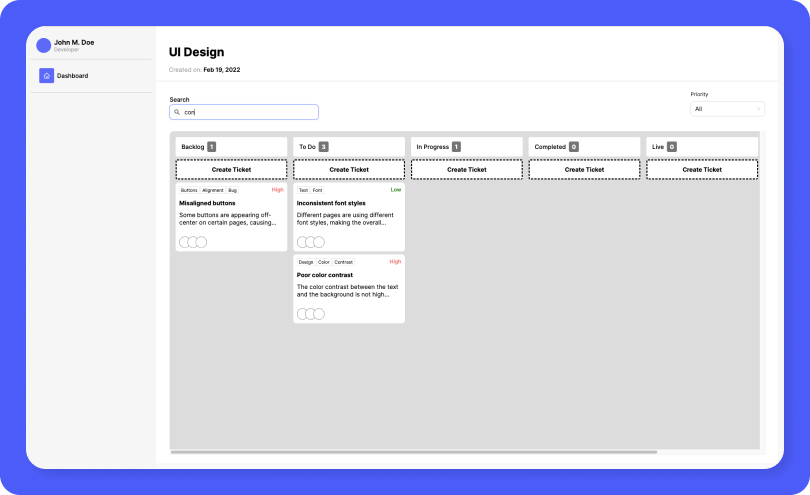 John M. Doe
Developer
Dashboard
UI Design
Created on: Feb 19, 2022
Search
con
Priority
All
Backlog 1
Create Ticket
Buttons Alignment Bug High
Misaligned buttons
Some buttons are appearing off-
center on certain pages, causing...
To Do 3
Create Ticket
Text Font Low
Inconsistent font styles
Different pages are using different
font styles, making the overall...
Design Color Contrast High
Poor color contrast
The color contrast between the text
and the background is not high...
In Progress 1
Create Ticket
Completed 0
Create Ticket
Live 0
Create Ticket